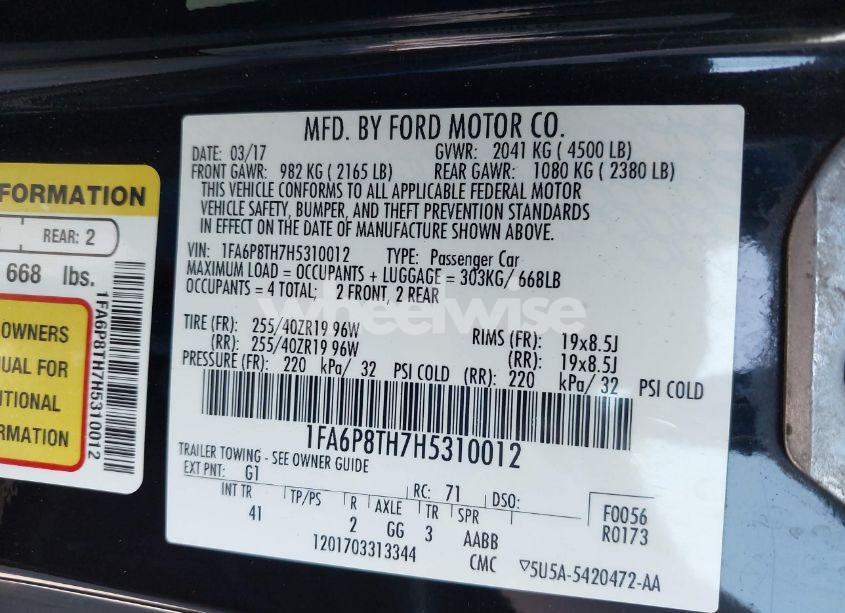 FORMATION
REAR: 2
668 lbs.
OWNERS
NUAL FOR
ITIONAL
RMATION
1FA6P8TH7H5310012
MFD. BY FORD MOTOR CO.
DATE: 03/17 GVWR: 2041 KG ( 4500 LB)
FRONT GAWR: 982 KG ( 2165 LB) REAR GAWR: 1080 KG ( 2380 LB)
THIS VEHICLE CONFORMS TO ALL APPLICABLE FEDERAL MOTOR
VEHICLE SAFETY, BUMPER, AND THEFT PREVENTION STANDARDS
IN EFFECT ON THE DATE OF MANUFACTURE SHOWN ABOVE.
VIN: 1FA6P8TH7H5310012 TYPE: Passenger Car
MAXIMUM LOAD = OCCUPANTS + LUGGAGE = 303KG/ 668LB
OCCUPANTS = 4 TOTAL; 2 FRONT, 2 REAR
wheelwise
TIRE (FR): 255/40ZR19 96W RIMS (FR): 19x8.5J
(RR): 255/40ZR19 96W (RR): 19x8.5J
PRESSURE (FR): 220 kPa/ 32 PSI COLD (RR): 220 kPa/ 32 PSI COLD
1FA6P8TH7H5310012
TRAILER TOWING - SEE OWNER GUIDE
EXT PNT: G1 RC: 71 DSO:
INT TR TP/PS R AXLE TR SPR F0056
41 2 GG 3 AABB R0173
1201703313344 CMC ▽5U5A-5420472-AA